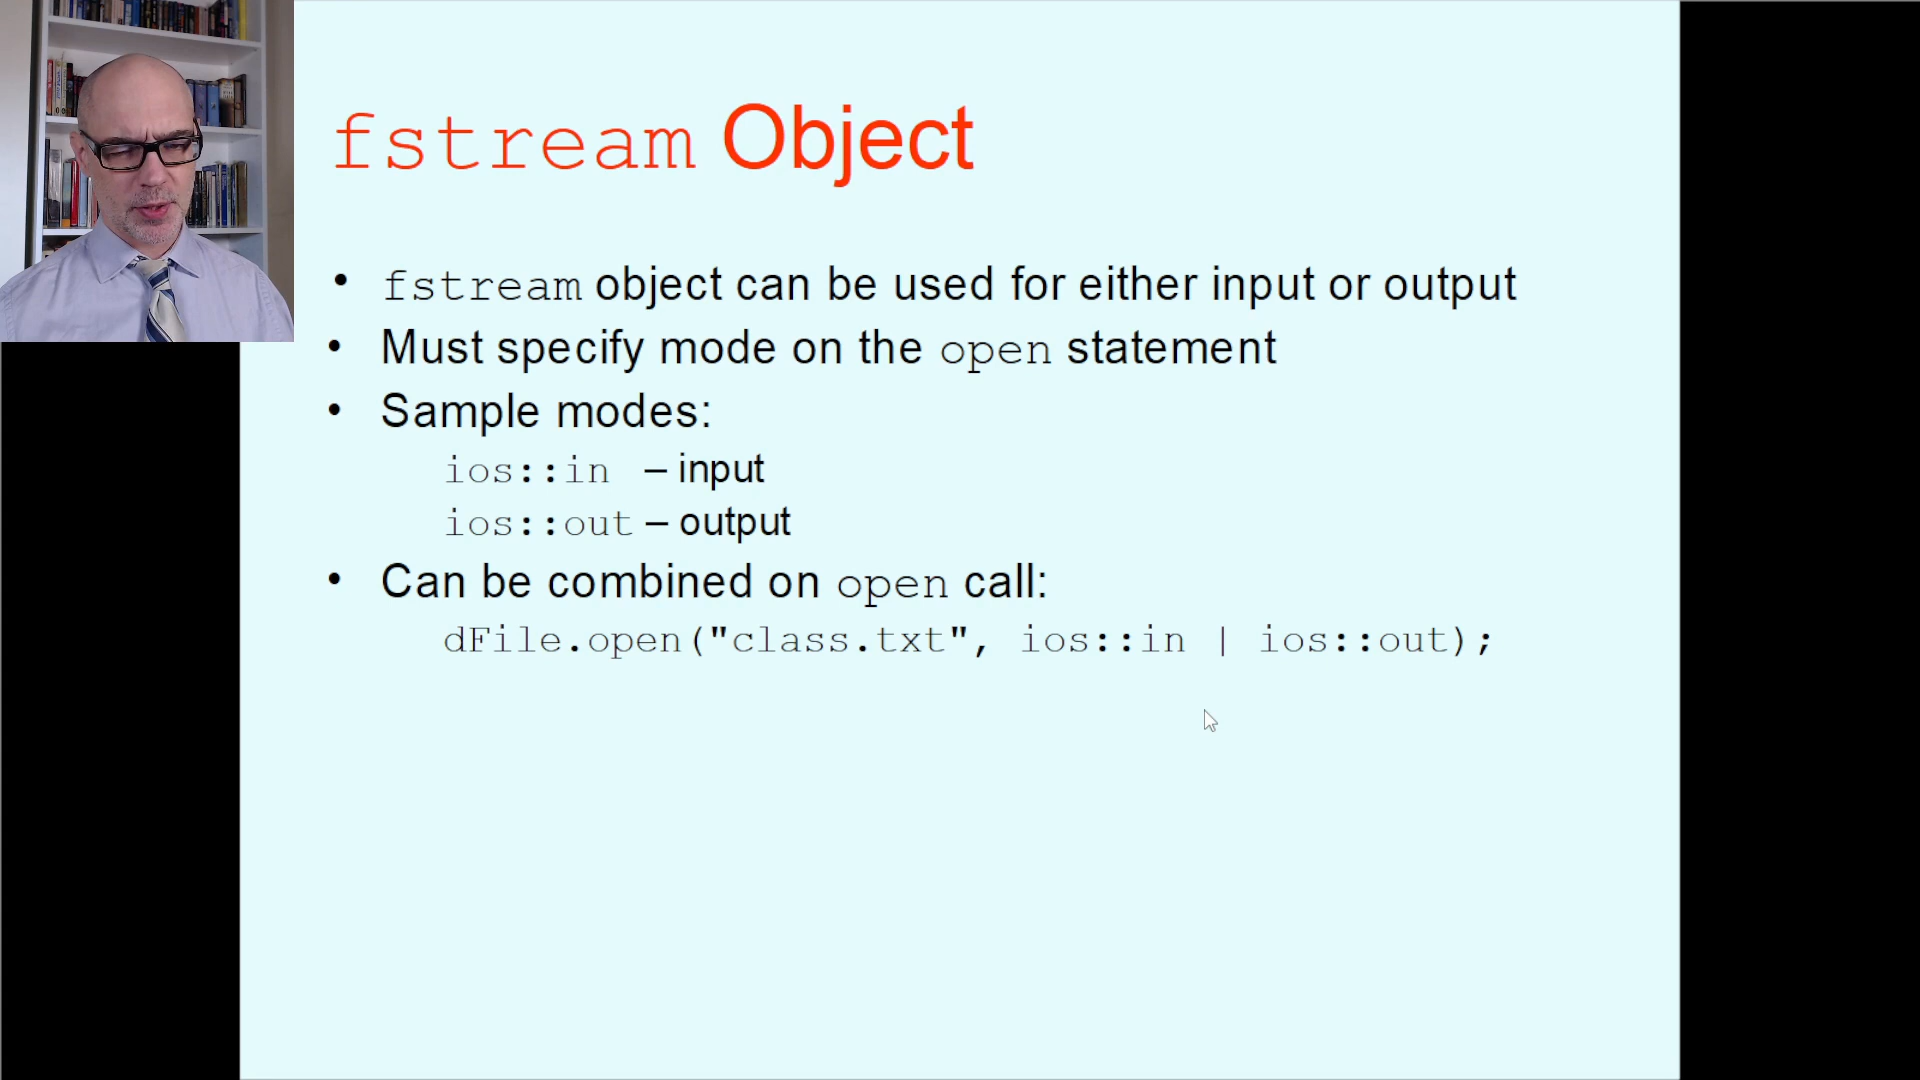 fstream Object
• fstream object can be used for either input or output
• Must specify mode on the open statement
• Sample modes:
ios::in – input
ios::out – output
• Can be combined on open call:
dFile.open("class.txt", ios::in | ios::out);